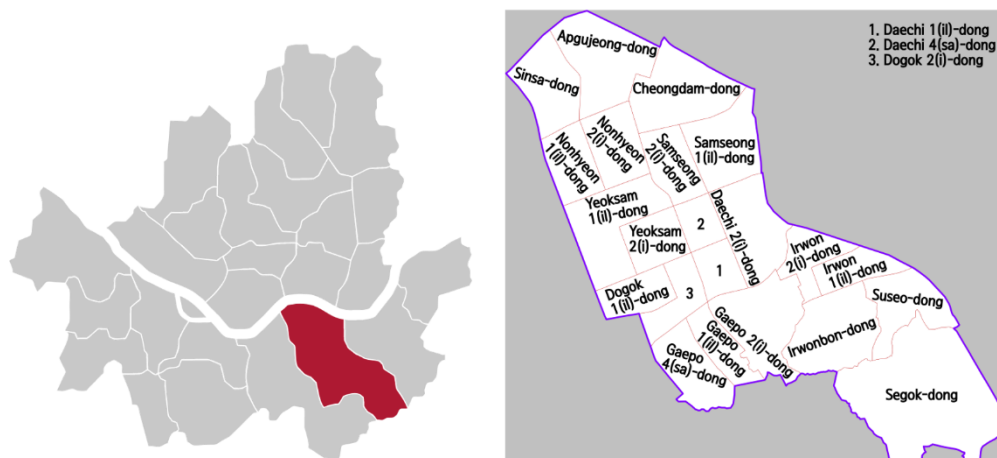 1. Daechi 1(il)-dong
2. Daechi 4(sa)-dong
3. Dogok 2(i)-dong
Apgujeong-dong
Sinsa-dong
Cheongdam-dong
Nonhyeon
1(il)-dong
Nonhyeon
2(i)-dong
Samseong
2(i)-dong
Samseong
1(il)-dong
Yeoksam
1(il)-dong
Yeoksam
2(i)-dong
2
Daechi 2(i)-dong
1
Irwon
2(i)-dong
Irwon
1(il)-dong
Dogok
1(il)-dong
3
Suseo-dong
Gaepo 2(i)-dong
Gaepo
1(il)-dong
Gaepo
4(sa)-dong
Irwonbon-dong
Segok-dong